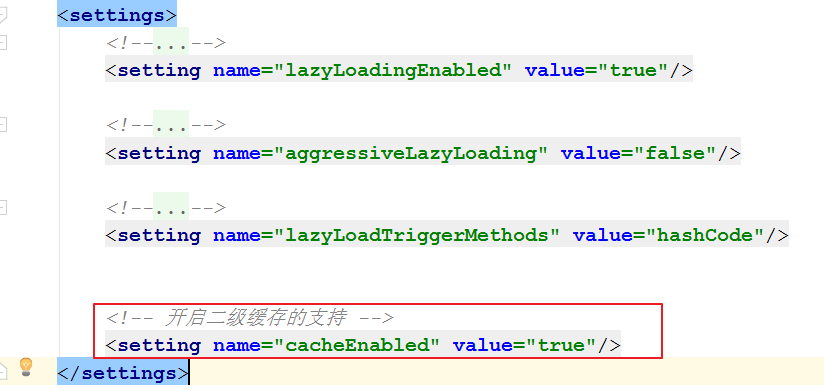 <settings>
<!--...-->
<setting name="lazyLoadingEnabled" value="true"/>
<!--...-->
<setting name="aggressiveLazyLoading" value="false"/>
<!--...-->
<setting name="lazyLoadTriggerMethods" value="hashCode"/>
<!-- 开启二级缓存的支持 -->
<setting name="cacheEnabled" value="true"/>
</settings>